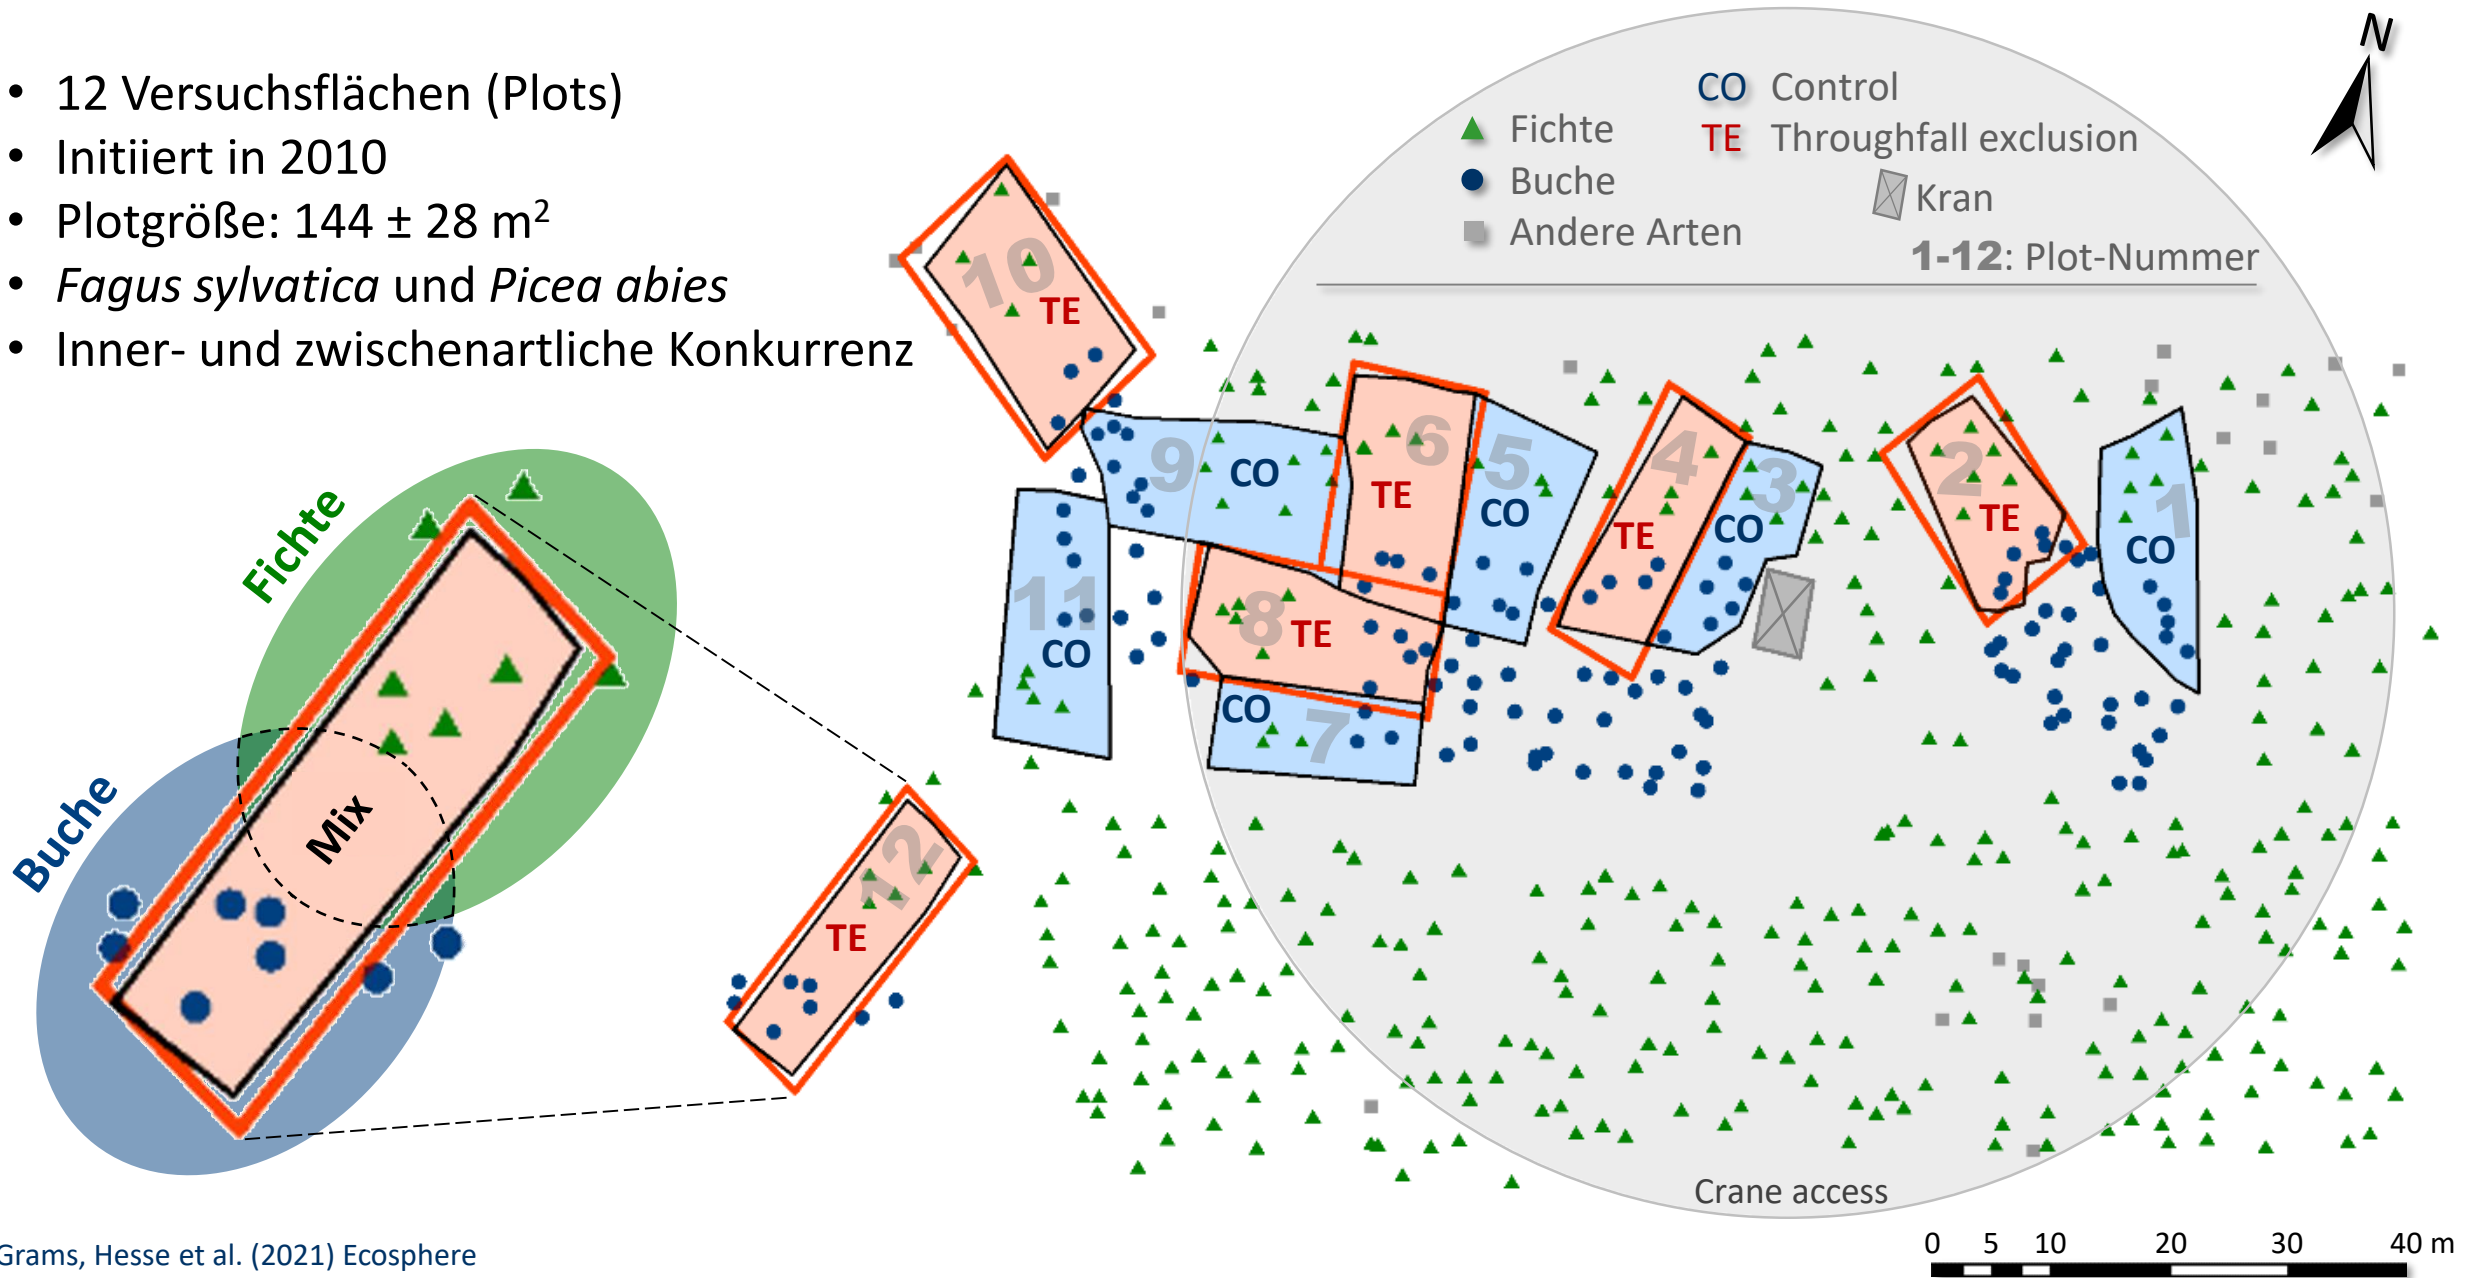 • 12 Versuchsflächen (Plots)
• Initiiert in 2010
• Plotgröße: 144 ± 28 m²
• Fagus sylvatica und Picea abies
• Inner- und zwischenartliche Konkurrenz
N
CO Control
TE Throughfall exclusion
Fichte
Buche
Andere Arten
Kran
1-12: Plot-Nummer
10
TE
9
CO
6
TE
5
CO
4
TE
3
CO
2
TE
1
CO
11
CO
8
TE
CO
7
12
TE
Fichte
Buche
Mix
Crane access
0 5 10 20 30 40 m
Grams, Hesse et al. (2021) Ecosphere